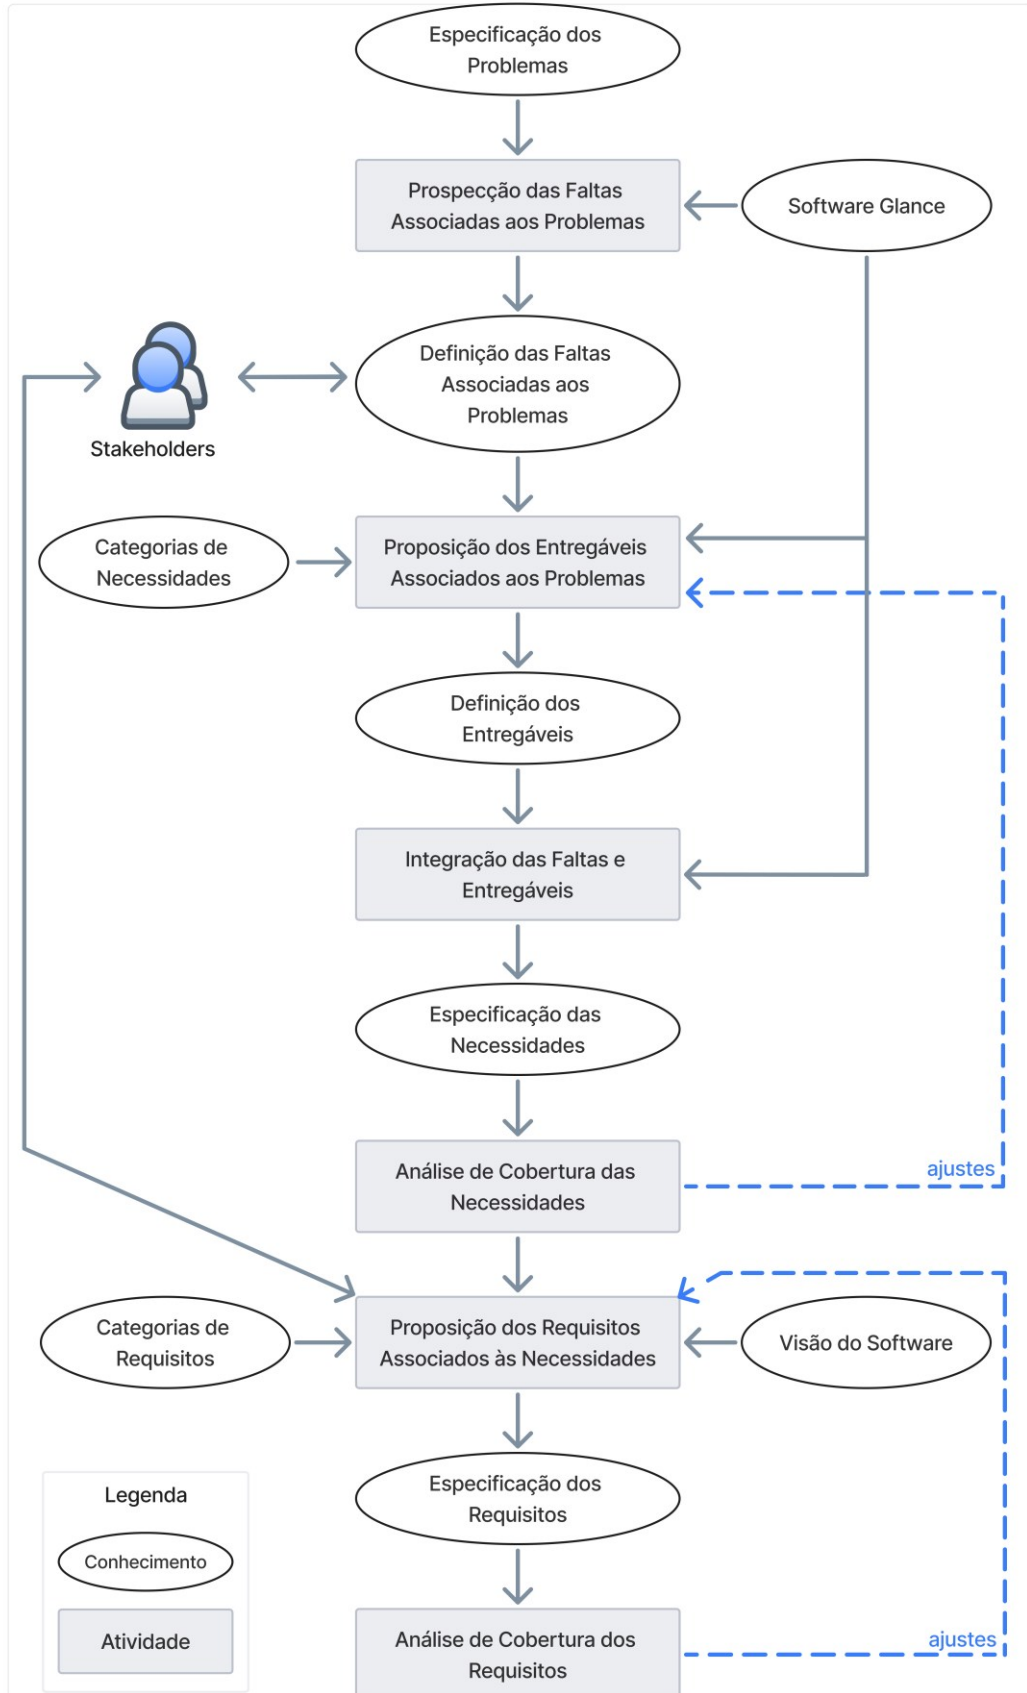 Especificação dos
Problemas
Prospecção das Faltas
Associadas aos Problemas
Software Glance
Definição das Faltas
Associadas aos
Problemas
Stakeholders
Categorias de
Necessidades
Proposição dos Entregáveis
Associados aos Problemas
Definição dos
Entregáveis
Integração das Faltas e
Entregáveis
Especificação das
Necessidades
Análise de Cobertura das
Necessidades
ajustes
Categorias de
Requisitos
Proposição dos Requisitos
Associados às Necessidades
Visão do Software
Especificação dos
Requisitos
Legenda
Conhecimento
Atividade
Análise de Cobertura dos
Requisitos
ajustes